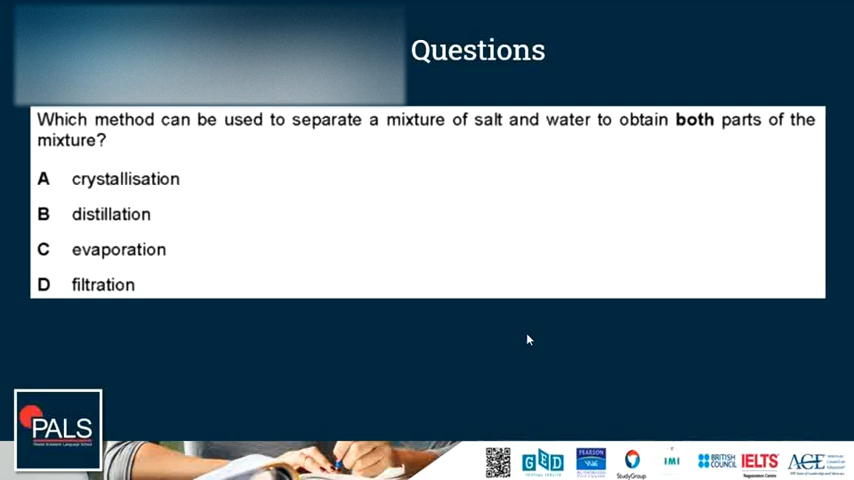 Questions
Which method can be used to separate a mixture of salt and water to obtain both parts of the
mixture?
A crystallisation
B distillation
C evaporation
D filtration
PALS
GED
PEARSON
StudyGroup
IMI
BRITISH
COUNCIL
IELTS
ACE